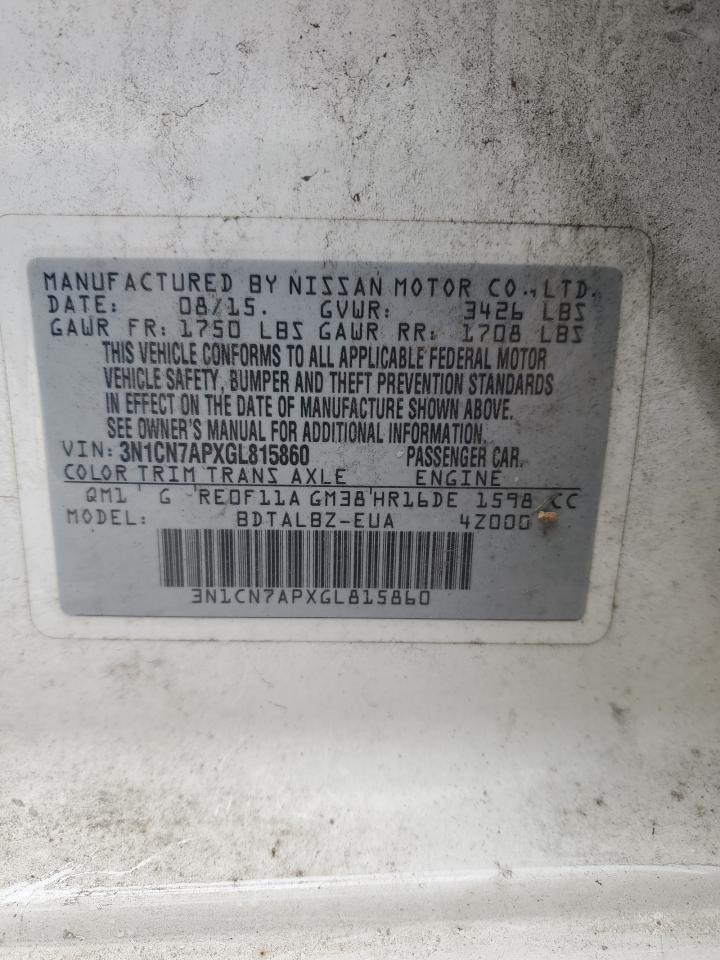 MANUFACTURED BY NISSAN MOTOR CO.,LTD.
DATE: 08/15. GVWR: 3426 LBS
GAWR FR: 1750 LBS GAWR RR: 1708 LBS
THIS VEHICLE CONFORMS TO ALL APPLICABLE FEDERAL MOTOR
VEHICLE SAFETY, BUMPER AND THEFT PREVENTION STANDARDS
IN EFFECT ON THE DATE OF MANUFACTURE SHOWN ABOVE.
SEE OWNER'S MANUAL FOR ADDITIONAL INFORMATION.
VIN: 3N1CN7APXGL815860 PASSENGER CAR.
COLOR TRIM TRANS AXLE ENGINE
QM1 G RE0F11A GM38 HR16DE 1598 CC
MODEL: BDTALBZ-EUA 4Z000
3N1CN7APXGL815860